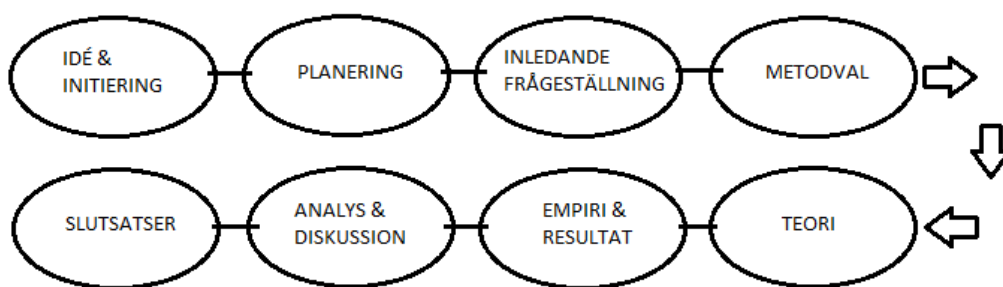 IDÉ &
INITIERING
PLANERING
INLEDANDE
FRÅGESTÄLLNING
METODVAL
SLUTSATSER
ANALYS &
DISKUSSION
EMPIRI &
RESULTAT
TEORI